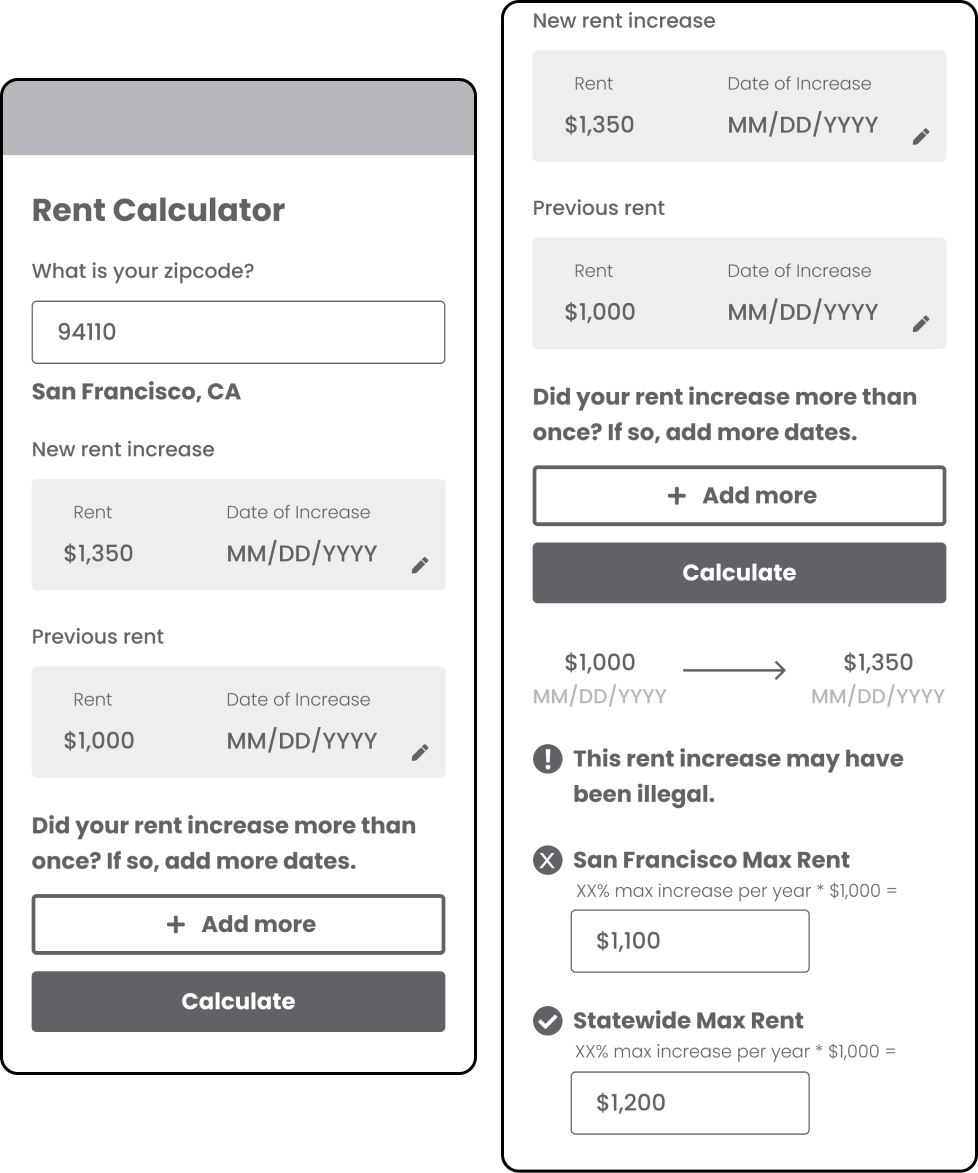 Rent Calculator
What is your zipcode?
94110
San Francisco, CA
New rent increase
Rent Date of Increase
$1,350 MM/DD/YYYY
Previous rent
Rent Date of Increase
$1,000 MM/DD/YYYY
Did your rent increase more than
once? If so, add more dates.
+ Add more
Calculate
New rent increase
Rent Date of Increase
$1,350 MM/DD/YYYY
Previous rent
Rent Date of Increase
$1,000 MM/DD/YYYY
Did your rent increase more than
once? If so, add more dates.
+ Add more
Calculate
$1,000 $1,350
MM/DD/YYYY MM/DD/YYYY
This rent increase may have
been illegal.
San Francisco Max Rent
XX% max increase per year * $1,000 =
$1,100
Statewide Max Rent
XX% max increase per year * $1,000 =
$1,200